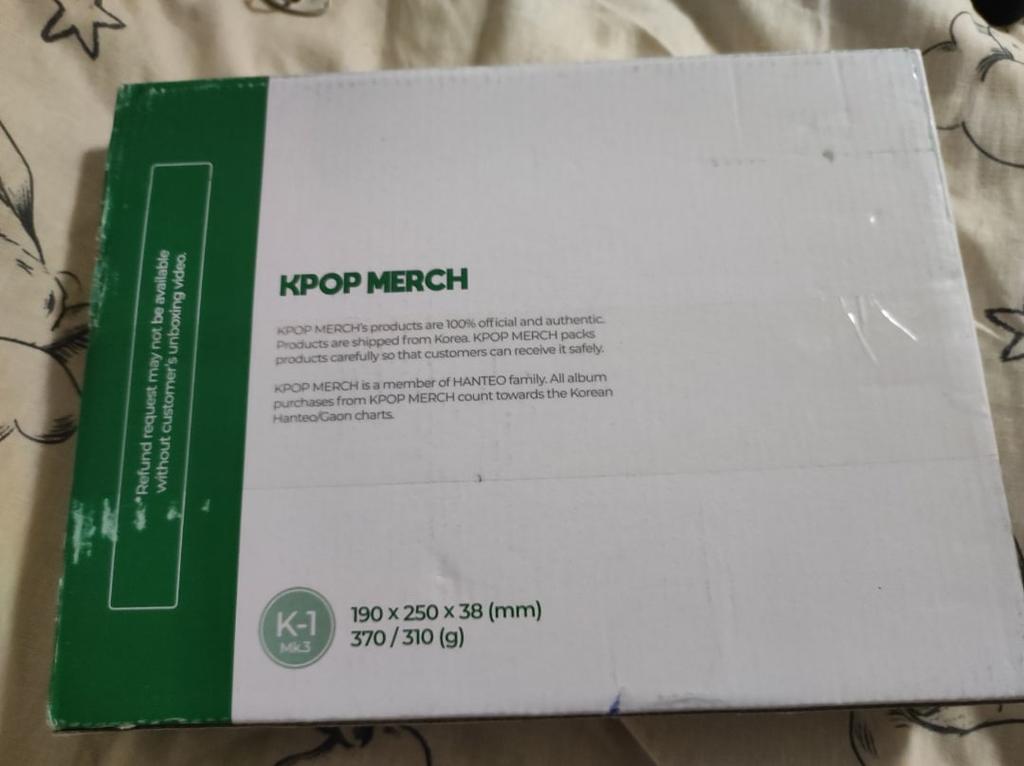 *Refund request may not be available
without customer's unboxing video.
KPOP MERCH
KPOP MERCH's products are 100% official and authentic.
Products are shipped from Korea. KPOP MERCH packs
products carefully so that customers can receive it safely.
KPOP MERCH is a member of HANTEO family. All album
purchases from KPOP MERCH count towards the Korean
Hanteo/Gaon charts.
K-1
Mk3
190 x 250 x 38 (mm)
370 / 310 (g)